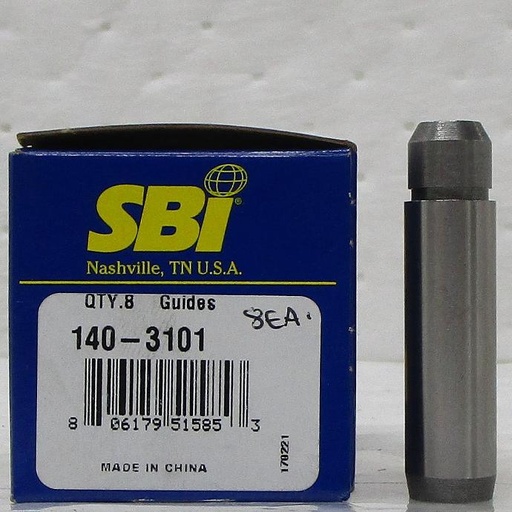 SBI®
Nashville, TN U.S.A.
QTY.8 Guides
8EA.
140-3101
8 06179 51585 3
MADE IN CHINA
170221